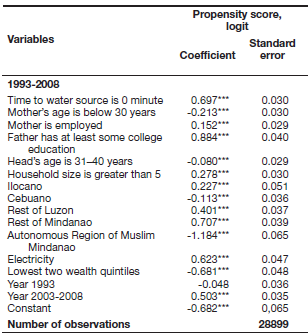 Propensity score,
logit
Variables
Coefficient Standard
error
1993-2008
Time to water source is 0 minute 0.697*** 0.030
Mother's age is below 30 years -0.213*** 0.030
Mother is employed 0.152*** 0.029
Father has at least some college 0.884*** 0.040
education
Head's age is 31–40 years -0.080*** 0.029
Household size is greater than 5 0.278*** 0.030
Ilocano 0.227*** 0.051
Cebuano -0.113*** 0.036
Rest of Luzon 0.401*** 0.037
Rest of Mindanao 0.707*** 0.039
Autonomous Region of Muslim -1.184*** 0.065
Mindanao
Electricity 0.623*** 0.047
Lowest two wealth quintiles -0.681*** 0.048
Year 1993 -0.048 0.036
Year 2003-2008 0.503*** 0.035
Constant -0.682*** 0,065
Number of observations 28899